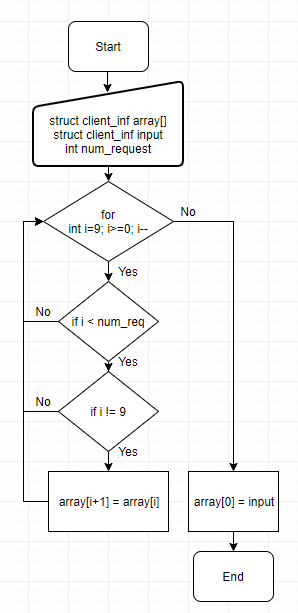 Start
struct client_inf array[]
struct client_inf input
int num_request
for
int i=9; i>=0; i--
No
Yes
No
if i < num_req
Yes
No
if i != 9
Yes
array[i+1] = array[i]
array[0] = input
End